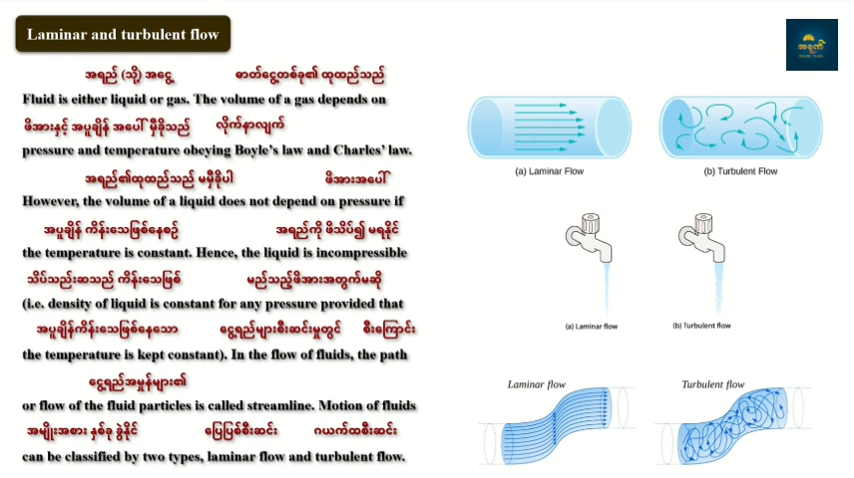 Laminar and turbulent flow
အရည် (သို့) အငွေ့ ဓာတ်ငွေ့တစ်ခု၏ ထုထည်သည်
Fluid is either liquid or gas. The volume of a gas depends on
ဖိအားနှင့် အပူချိန် အပေါ် မှီခိုသည် လိုက်နာလျက်
pressure and temperature obeying Boyle's law and Charles' law.
အရည်၏ထုထည်သည် မမှီခိုပါ ဖိအားအပေါ်
However, the volume of a liquid does not depend on pressure if
အပူချိန် ကိန်းသေဖြစ်နေစဉ် အရည်ကို ဖိသိပ်၍ မရနိုင်
the temperature is constant. Hence, the liquid is incompressible
သိပ်သည်းဆသည် ကိန်းသေဖြစ် မည်သည့်ဖိအားအတွက်မဆို
(i.e. density of liquid is constant for any pressure provided that
အပူချိန်ကိန်းသေဖြစ်နေသော ငွေ့ရည်များစီးဆင်းမှုတွင် စီးကြောင်း
the temperature is kept constant). In the flow of fluids, the path
ငွေ့ရည်အမှုန်များ၏
or flow of the fluid particles is called streamline. Motion of fluids
အမျိုးအစား နှစ်ခု ခွဲနိုင် ပြေပြစ်စီးဆင်း ဂယက်ထစီးဆင်း
can be classified by two types, laminar flow and turbulent flow.
(a) Laminar Flow
(b) Turbulent Flow
(a) Laminar flow
(b) Turbulent flow
Laminar flow
Turbulent flow